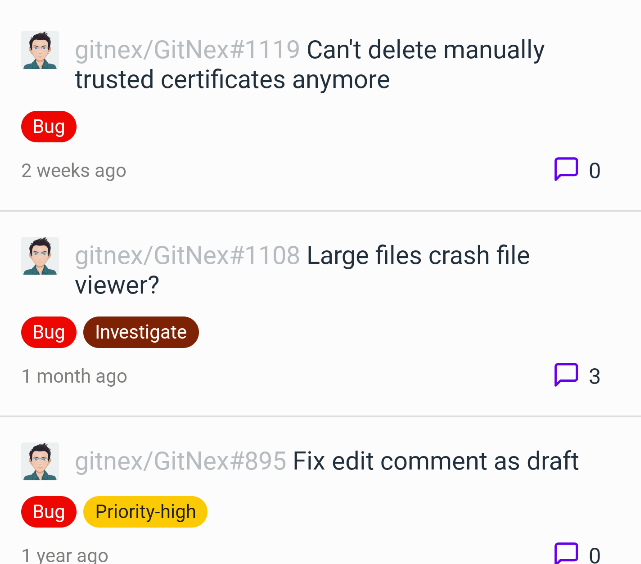 gitnex/GitNex#1119 Can't delete manually
trusted certificates anymore
Bug
2 weeks ago 0
gitnex/GitNex#1108 Large files crash file
viewer?
Bug Investigate
1 month ago 3
gitnex/GitNex#895 Fix edit comment as draft
Bug Priority-high
1 year ago 0